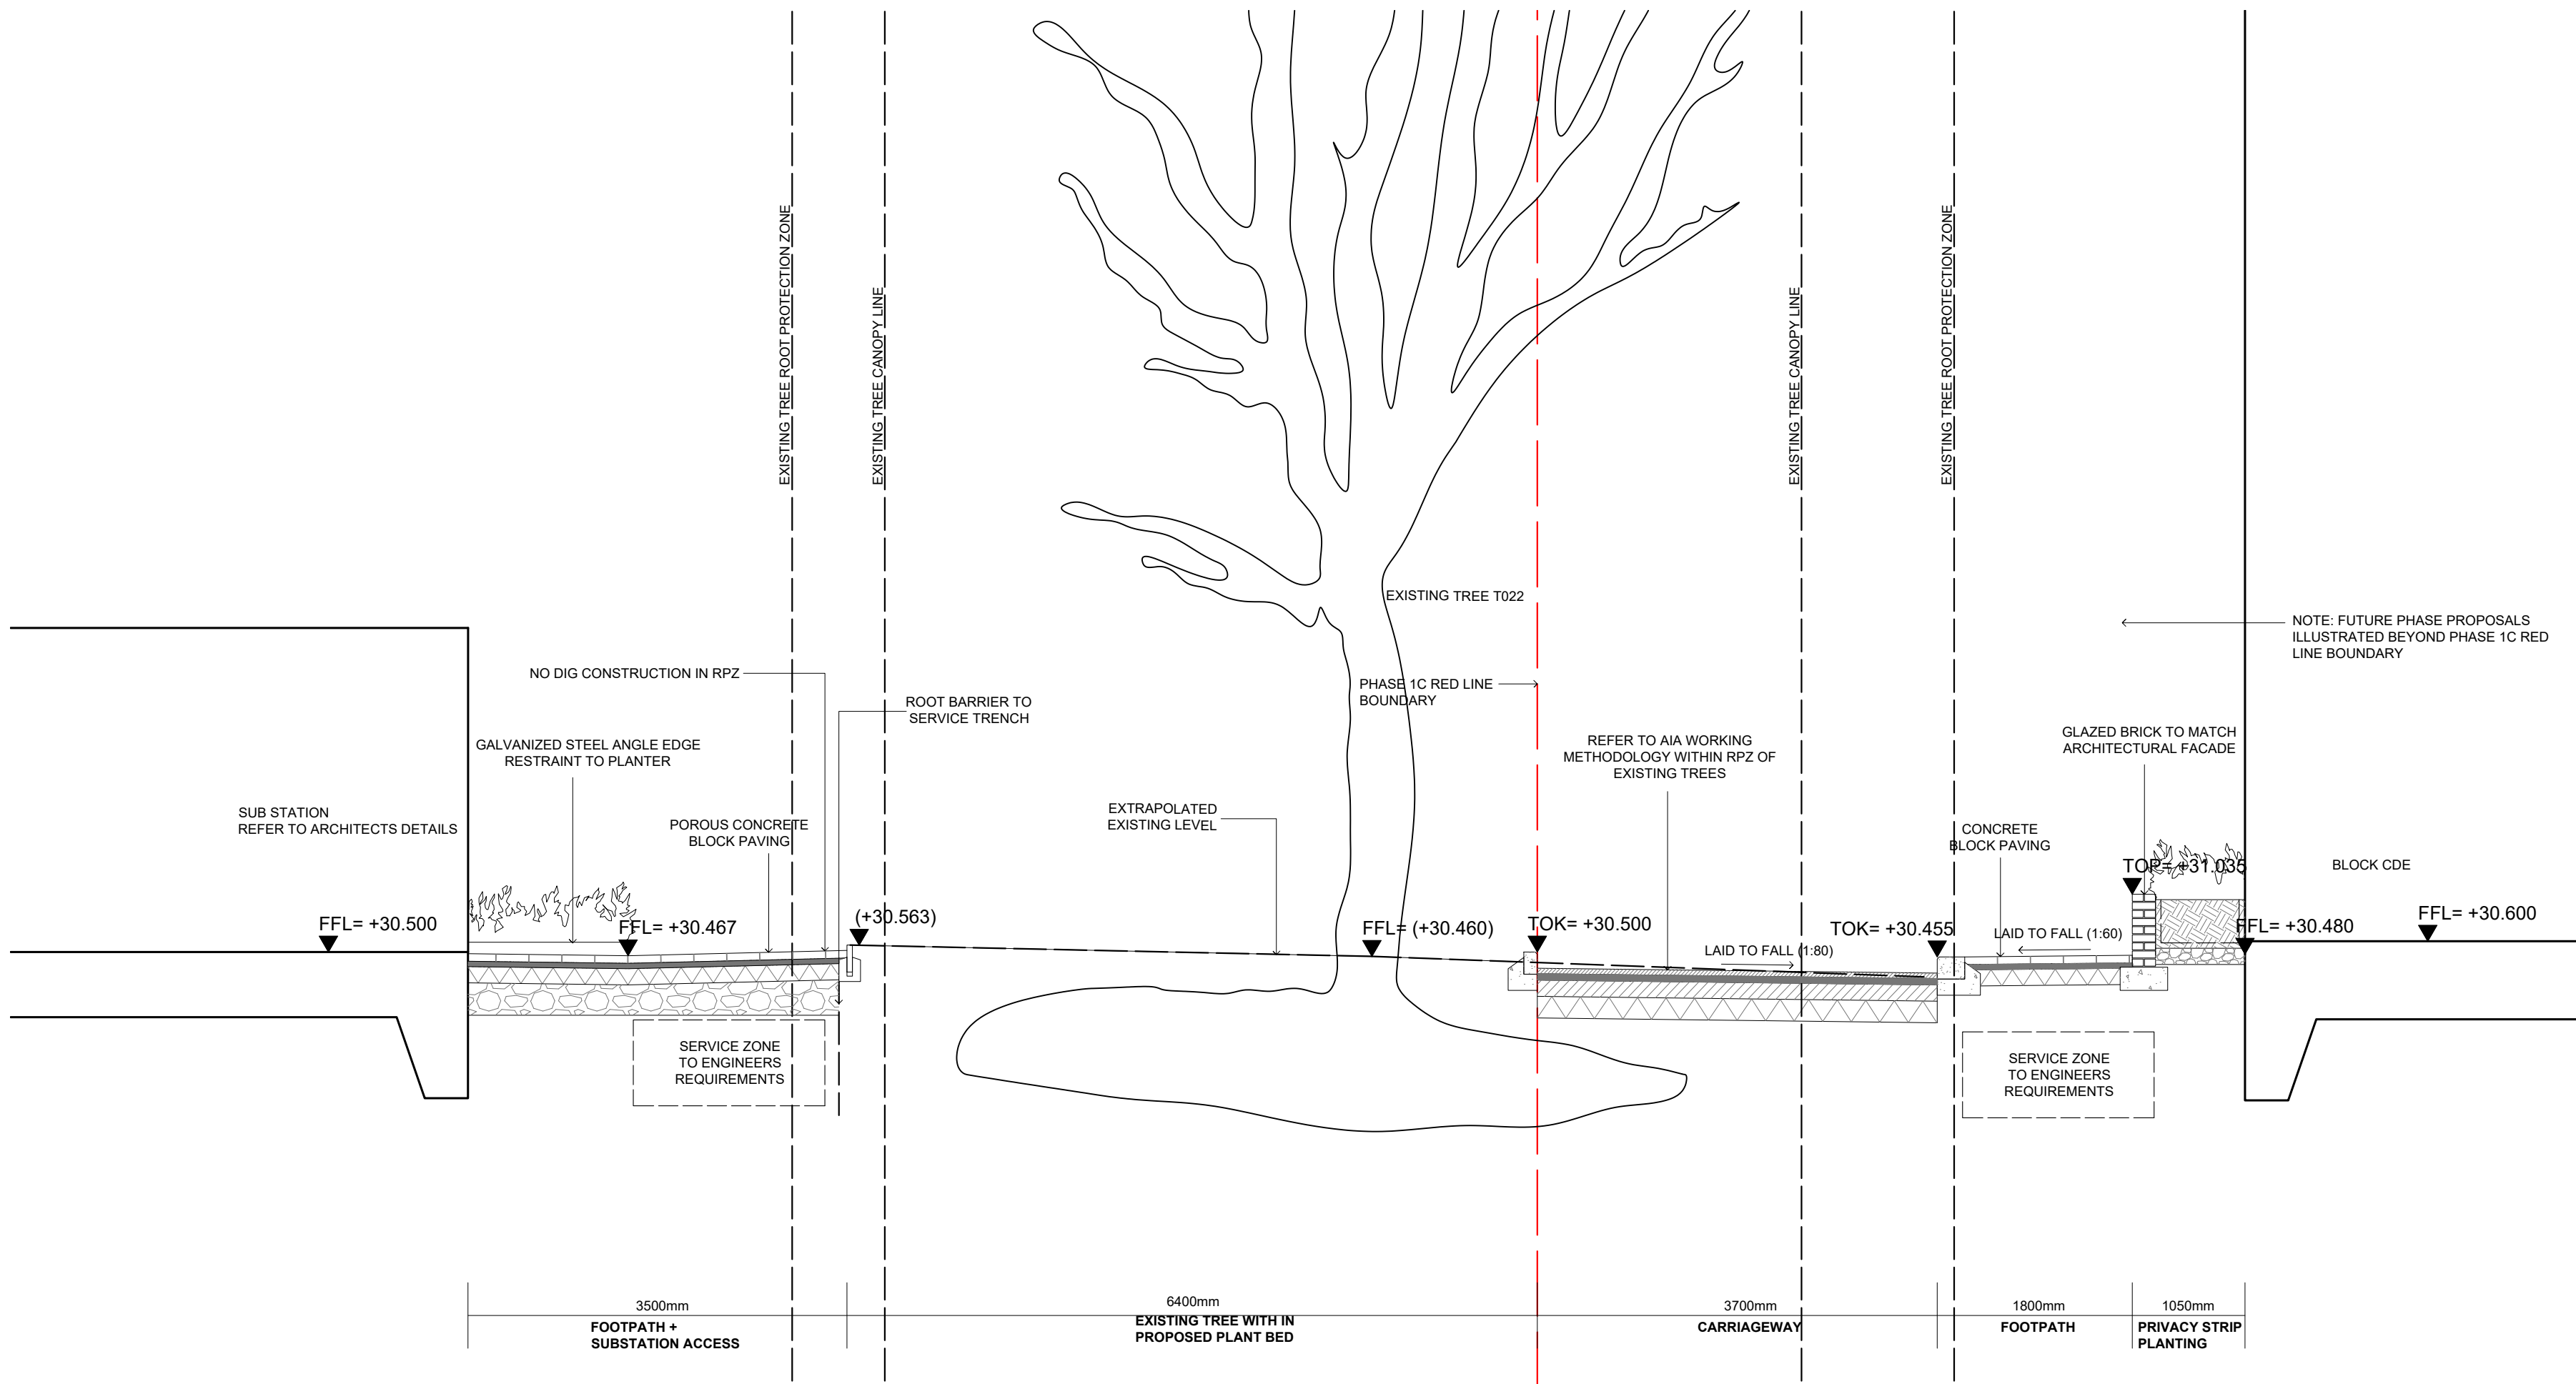 EXISTING TREE ROOT PROTECTION ZONE
EXISTING TREE CANOPY LINE
EXISTING TREE CANOPY LINE
EXISTING TREE ROOT PROTECTION ZONE
EXISTING TREE T022
NOTE: FUTURE PHASE PROPOSALS
ILLUSTRATED BEYOND PHASE 1C RED
LINE BOUNDARY
NO DIG CONSTRUCTION IN RPZ
PHASE 1C RED LINE
BOUNDARY
ROOT BARRIER TO
SERVICE TRENCH
GALVANIZED STEEL ANGLE EDGE
RESTRAINT TO PLANTER
REFER TO AIA WORKING
METHODOLOGY WITHIN RPZ OF
EXISTING TREES
GLAZED BRICK TO MATCH
ARCHITECTURAL FACADE
SUB STATION
REFER TO ARCHITECTS DETAILS
POROUS CONCRETE
BLOCK PAVING
EXTRAPOLATED
EXISTING LEVEL
CONCRETE
BLOCK PAVING
TOP= +31.035
BLOCK CDE
FFL= +30.500
FFL= +30.467
(+30.563)
FFL= (+30.460)
TOK= +30.500
TOK= +30.455
LAID TO FALL (1:80)
LAID TO FALL (1:60)
FFL= +30.480
FFL= +30.600
SERVICE ZONE
TO ENGINEERS
REQUIREMENTS
SERVICE ZONE
TO ENGINEERS
REQUIREMENTS
3500mm
FOOTPATH +
SUBSTATION ACCESS
6400mm
EXISTING TREE WITH IN
PROPOSED PLANT BED
3700mm
CARRIAGEWAY
1800mm
FOOTPATH
1050mm
PRIVACY STRIP
PLANTING